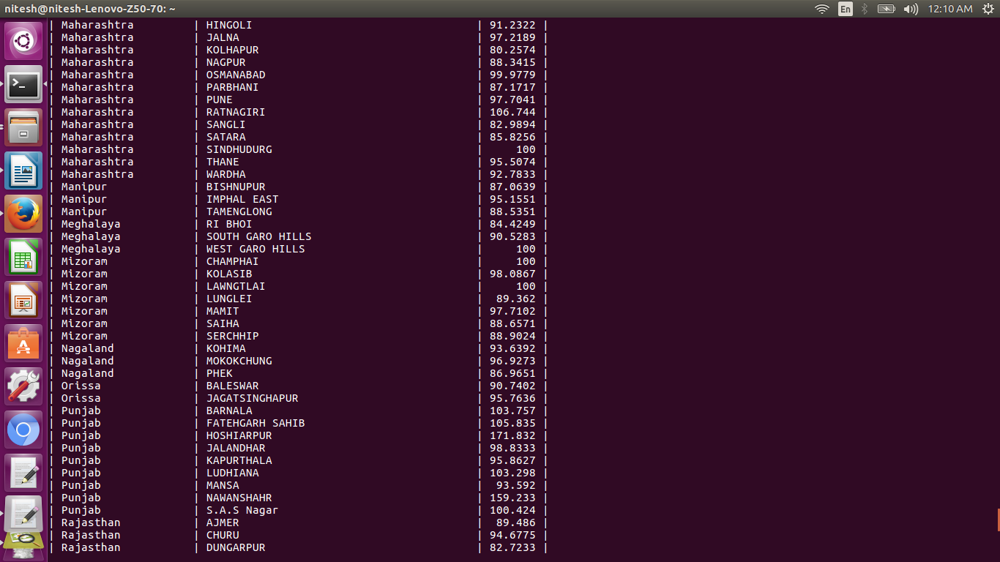 nitesh@nitesh-Lenovo-Z50-70: ~ En 12:10 AM
| Maharashtra | HINGOLI | 91.2322 |
| Maharashtra | JALNA | 97.2189 |
| Maharashtra | KOLHAPUR | 80.2574 |
| Maharashtra | NAGPUR | 88.3415 |
| Maharashtra | OSMANABAD | 99.9779 |
| Maharashtra | PARBHANI | 87.1717 |
| Maharashtra | PUNE | 97.7041 |
| Maharashtra | RATNAGIRI | 106.744 |
| Maharashtra | SANGLI | 82.9894 |
| Maharashtra | SATARA | 85.8256 |
| Maharashtra | SINDHUDURG | 100 |
| Maharashtra | THANE | 95.5074 |
| Maharashtra | WARDHA | 92.7833 |
| Manipur | BISHNUPUR | 87.0639 |
| Manipur | IMPHAL EAST | 95.1551 |
| Manipur | TAMENGLONG | 88.5351 |
| Meghalaya | RI BHOI | 84.4249 |
| Meghalaya | SOUTH GARO HILLS | 90.5283 |
| Meghalaya | WEST GARO HILLS | 100 |
| Mizoram | CHAMPHAI | 100 |
| Mizoram | KOLASIB | 98.0867 |
| Mizoram | LAWNGTLAI | 100 |
| Mizoram | LUNGLEI | 89.362 |
| Mizoram | MAMIT | 97.7102 |
| Mizoram | SAIHA | 88.6571 |
| Mizoram | SERCHHIP | 88.9024 |
| Nagaland | KOHIMA | 93.6392 |
| Nagaland | MOKOKCHUNG | 96.9273 |
| Nagaland | PHEK | 86.9651 |
| Orissa | BALESWAR | 90.7402 |
| Orissa | JAGATSINGHAPUR | 95.7636 |
| Punjab | BARNALA | 103.757 |
| Punjab | FATEHGARH SAHIB | 105.835 |
| Punjab | HOSHIARPUR | 171.832 |
| Punjab | JALANDHAR | 98.8333 |
| Punjab | KAPURTHALA | 95.8627 |
| Punjab | LUDHIANA | 103.298 |
| Punjab | MANSA | 93.592 |
| Punjab | NAWANSHAHR | 159.233 |
| Punjab | S.A.S Nagar | 100.424 |
| Rajasthan | AJMER | 89.486 |
| Rajasthan | CHURU | 94.6775 |
| Rajasthan | DUNGARPUR | 82.7233 |